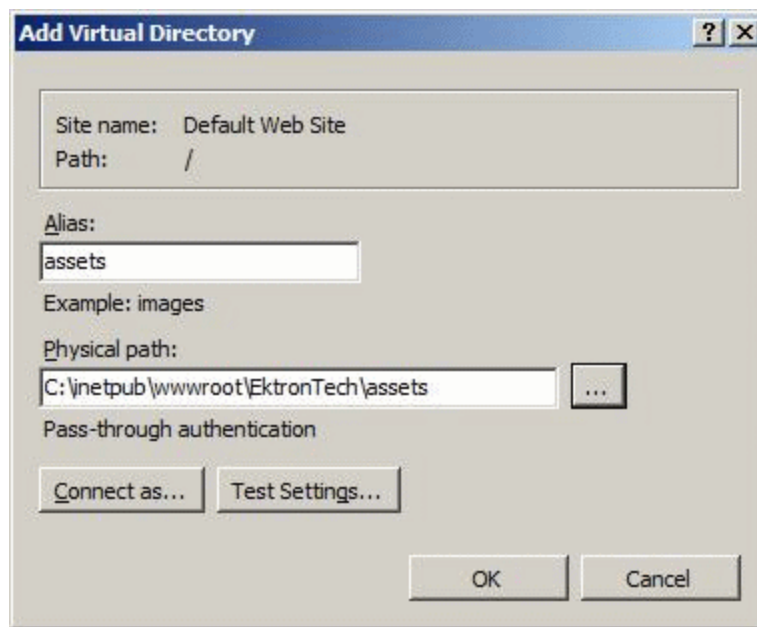 Add Virtual Directory
Site name: Default Web Site
Path: /
Alias:
assets
Example: images
Physical path:
C:\inetpub\wwwroot\EktronTech\assets
...
Pass-through authentication
Connect as... Test Settings...
OK Cancel